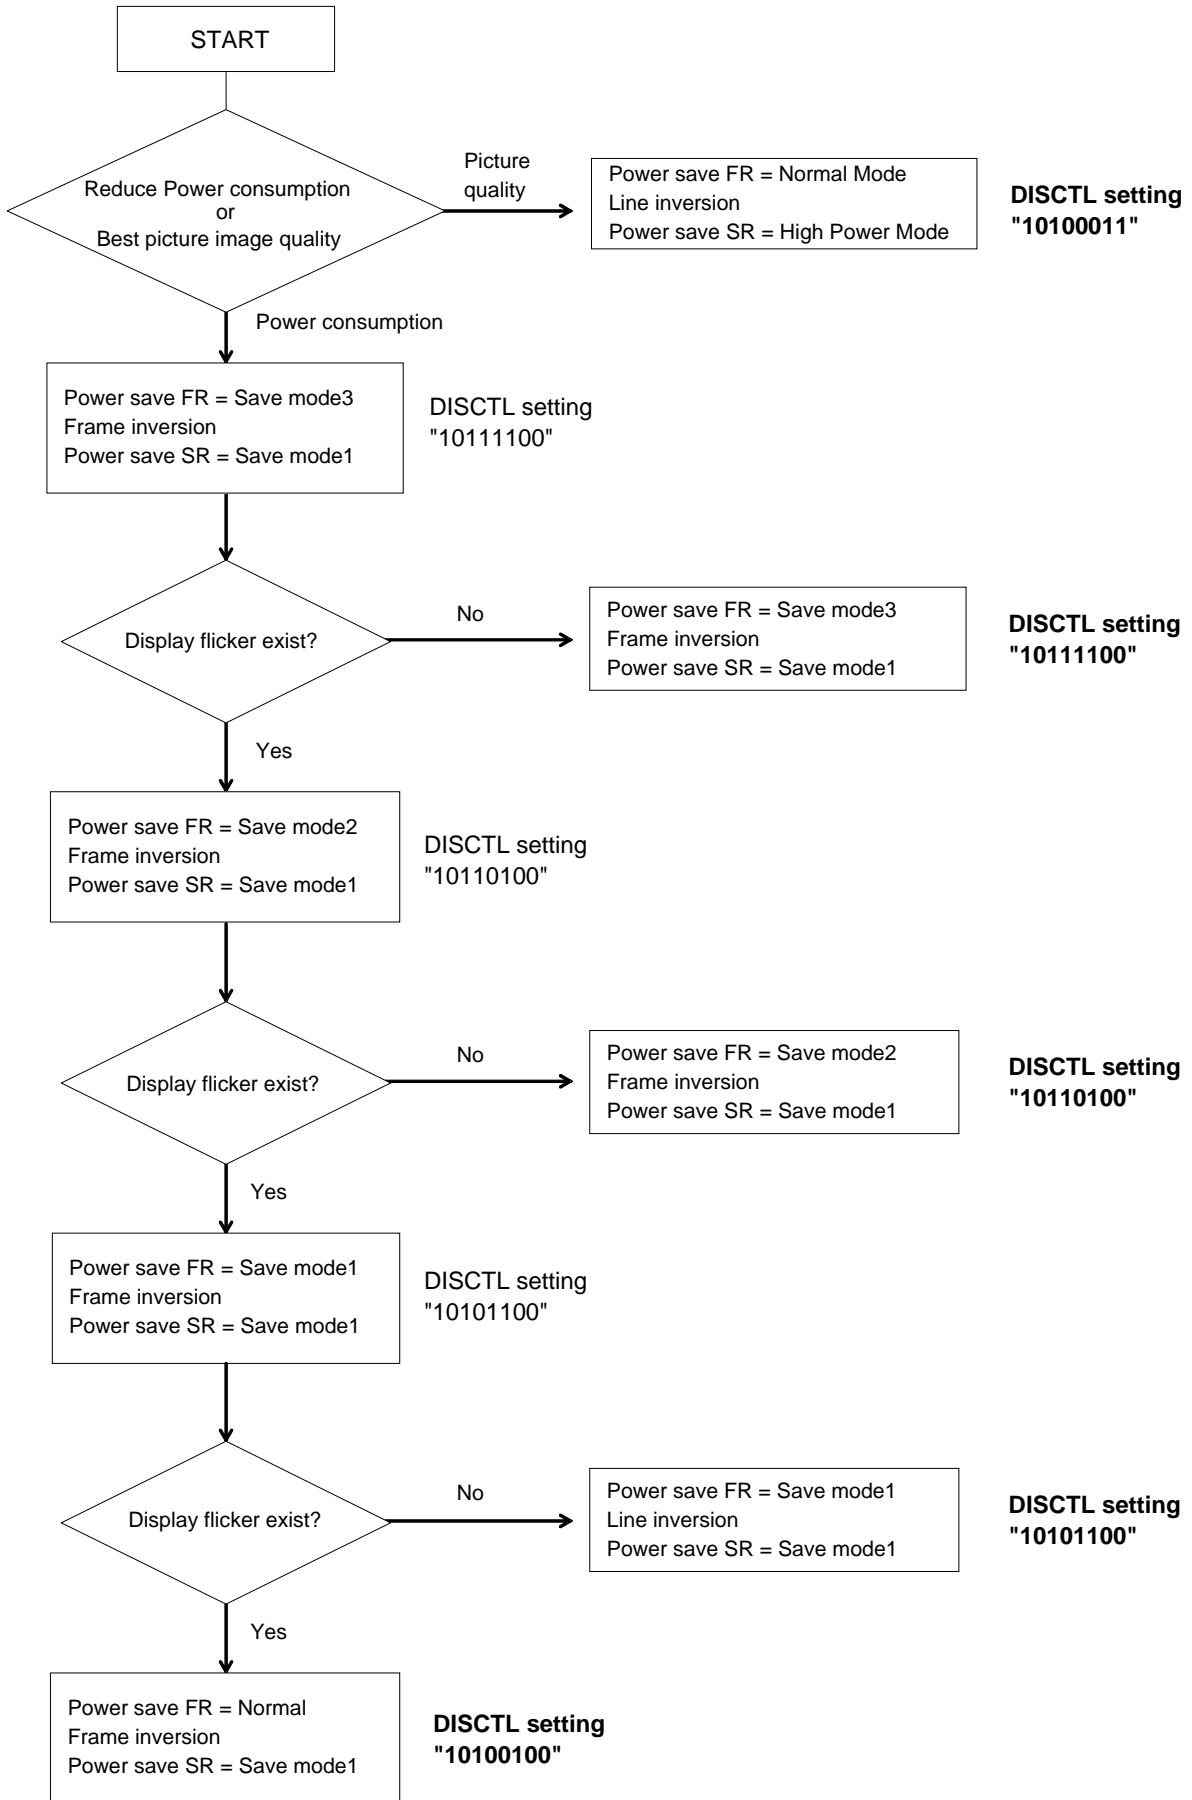 START
Reduce Power consumption
or
Best picture image quality
Picture
quality
Power save FR = Normal Mode
Line inversion
Power save SR = High Power Mode
DISCTL setting
"10100011"
Power consumption
Power save FR = Save mode3
Frame inversion
Power save SR = Save mode1
DISCTL setting
"10111100"
Display flicker exist?
No
Power save FR = Save mode3
Frame inversion
Power save SR = Save mode1
DISCTL setting
"10111100"
Yes
Power save FR = Save mode2
Frame inversion
Power save SR = Save mode1
DISCTL setting
"10110100"
Display flicker exist?
No
Power save FR = Save mode2
Frame inversion
Power save SR = Save mode1
DISCTL setting
"10110100"
Yes
Power save FR = Save mode1
Frame inversion
Power save SR = Save mode1
DISCTL setting
"10101100"
Display flicker exist?
No
Power save FR = Save mode1
Line inversion
Power save SR = Save mode1
DISCTL setting
"10101100"
Yes
Power save FR = Normal
Frame inversion
Power save SR = Save mode1
DISCTL setting
"10100100"